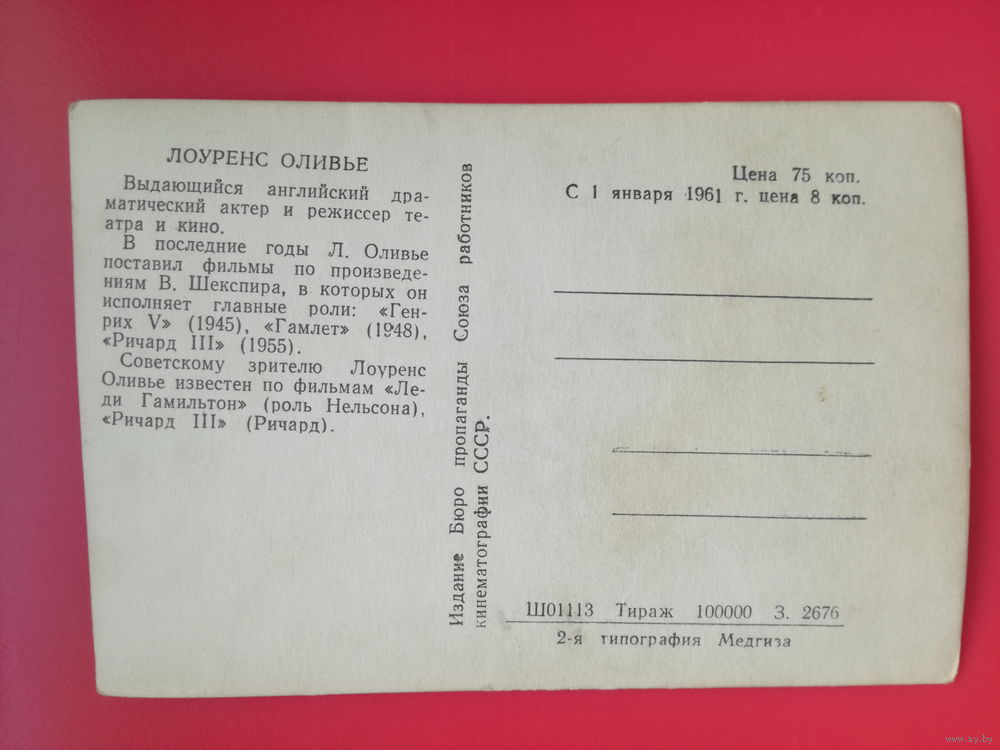 ЛОУРЕНС ОЛИВЬЕ
Выдающийся английский дра-
матический актер и режиссер те-
атра и кино.
В последние годы Л. Оливье
поставил фильмы по произведе-
ниям В. Шекспира, в которых он
исполняет главные роли: «Ген-
рих V» (1945), «Гамлет» (1948),
«Ричард III» (1955).
Советскому зрителю Лоуренс
Оливье известен по фильмам «Ле-
ди Гамильтон» (роль Нельсона),
«Ричард III» (Ричард).
Издание Бюро пропаганды Союза работников
кинематографии СССР.
Цена 75 коп.
С 1 января 1961 г. цена 8 коп.
Ш01113 Тираж 100000 З. 2676
2-я типография Медгиза
www.ay.by